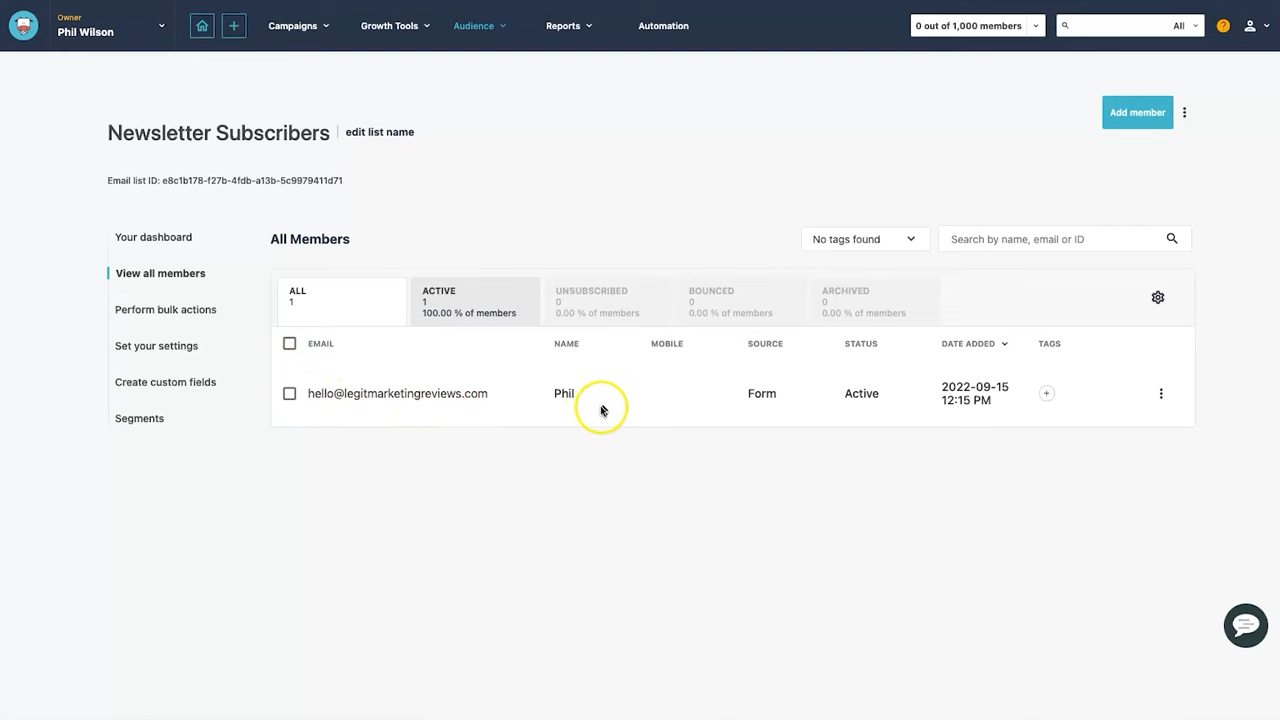 Owner
Phil Wilson
Campaigns
Growth Tools
Audience
Reports
Automation
0 out of 1,000 members
All
?
Newsletter Subscribers
edit list name
Add member
Email list ID: e8c1b178-f27b-4fdb-a13b-5c9979411d71
Your dashboard
View all members
Perform bulk actions
Set your settings
Create custom fields
Segments
All Members
No tags found
Search by name, email or ID
ALL
1
ACTIVE
1
100.00 % of members
UNSUBSCRIBED
0
0.00 % of members
BOUNCED
0
0.00 % of members
ARCHIVED
0
0.00 % of members
EMAIL NAME MOBILE SOURCE STATUS DATE ADDED TAGS
hello@legitmarketingreviews.com Phil Form Active 2022-09-15
12:15 PM